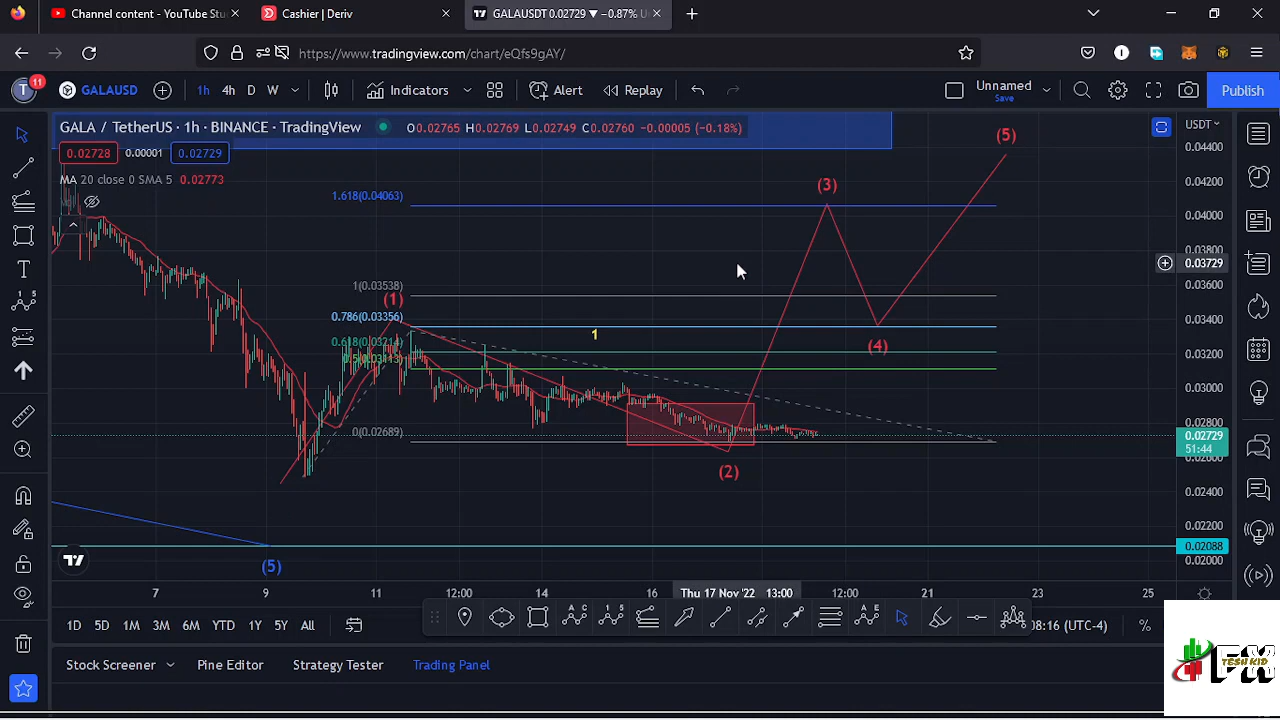 Channel content - YouTube Stu
Cashier | Deriv
GALAUSDT 0.02729 ▼ −0.87% U
https://www.tradingview.com/chart/eQfs9gAY/
11
T
GALAUSD
1h 4h D W
Indicators
Alert
Replay
Unnamed
Save
Publish
GALA / TetherUS · 1h · BINANCE · TradingView O0.02765 H0.02769 L0.02749 C0.02760 −0.00005 (−0.18%)
USDT
0.02728 0.00001 0.02729
MA 20 close 0 SMA 5 0.02773
(5)
0.04400
(3)
0.04200
1.618(0.04063)
0.04000
0.03800
0.03729
1(0.03538)
0.03600
(1)
0.786(0.03356)
0.03400
1
(4)
0.618(0.03214)
0.5(0.03113)
0.03200
0.03000
0.02800
0(0.02689)
0.02729
51:44
0.02600
(2)
0.02400
0.02200
0.02088
0.02000
(5)
7 9 11 12:00 14 16 Thu 17 Nov '22 13:00 12:00 21 23 25
1D 5D 1M 3M 6M YTD 1Y 5Y All
08:16 (UTC-4) %
Stock Screener Pine Editor Strategy Tester Trading Panel
FX
TESH KID